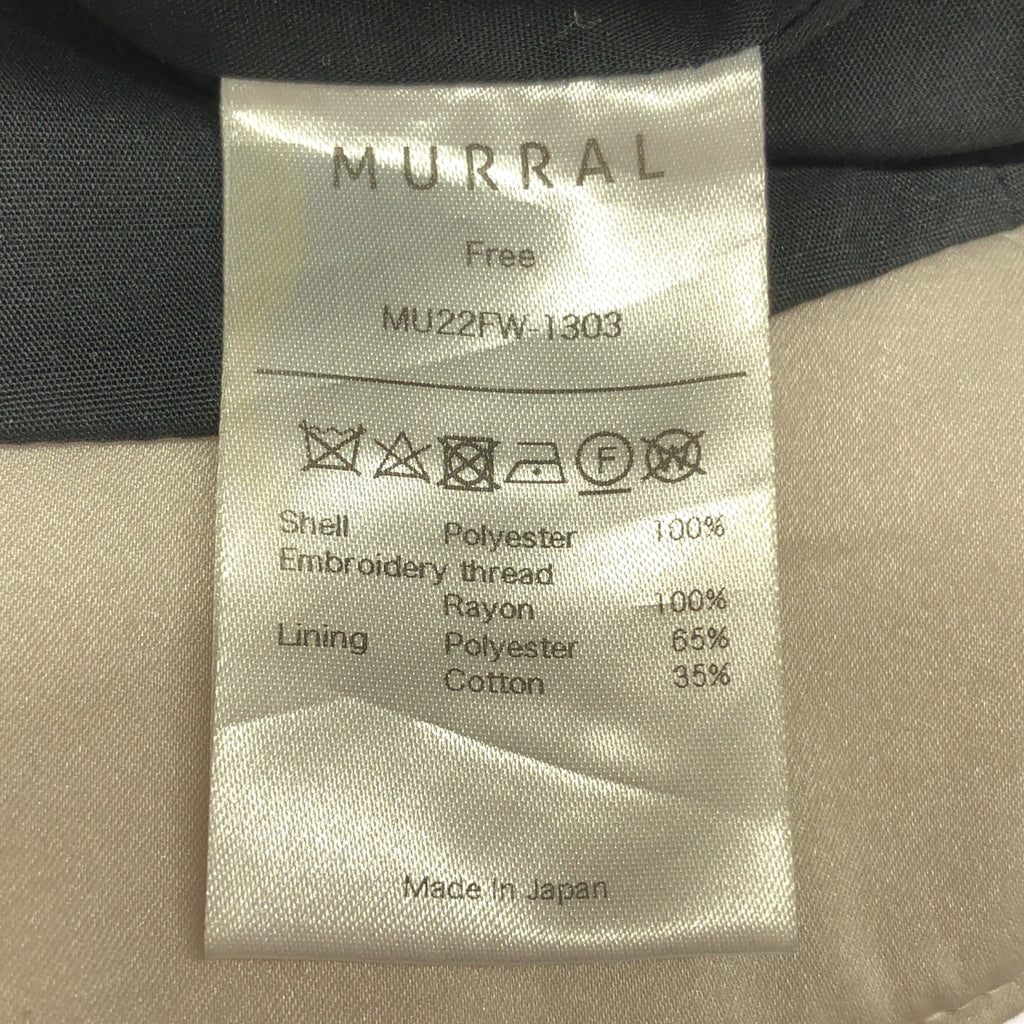 MURRAL
Free
MU22FW-1303
F W
Shell Polyester 100%
Embroidery thread
Rayon 100%
Lining Polyester 65%
Cotton 35%
Made In Japan